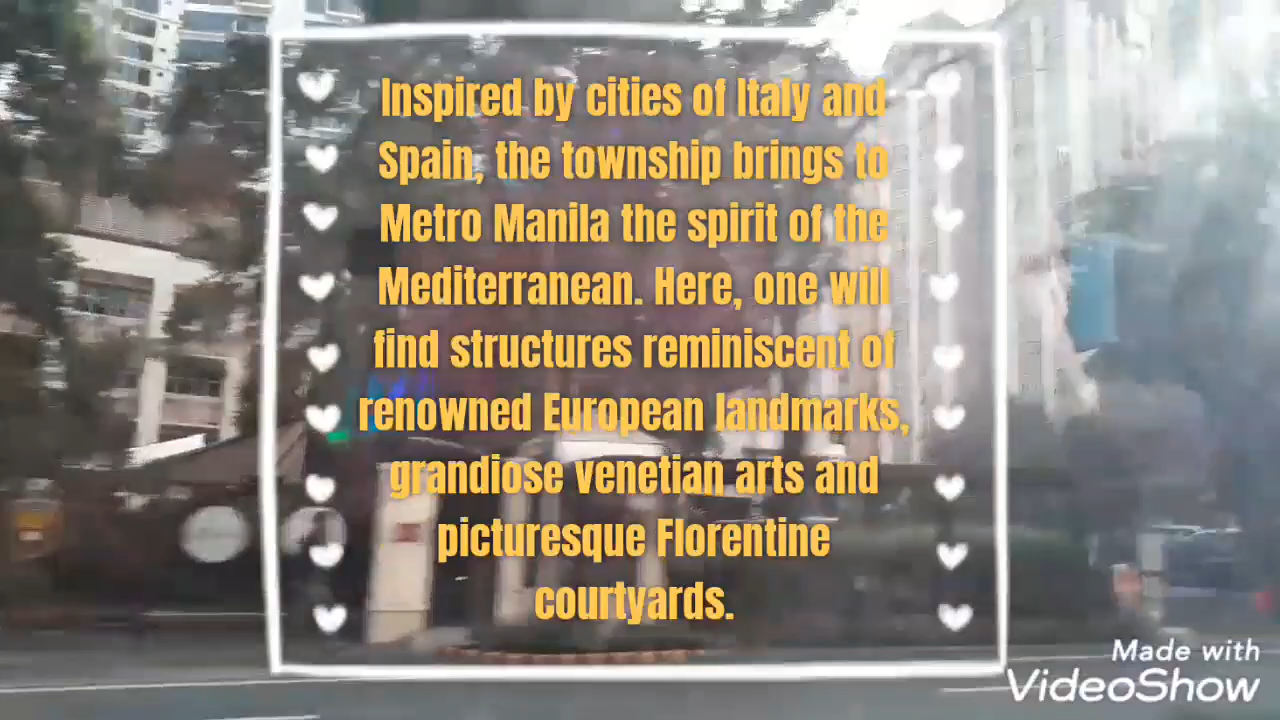 Inspired by cities of Italy and
Spain, the township brings to
Metro Manila the spirit of the
Mediterranean. Here, one will
find structures reminiscent of
renowned European landmarks,
grandiose venetian arts and
picturesque Florentine
courtyards.
Made with
VideoShow